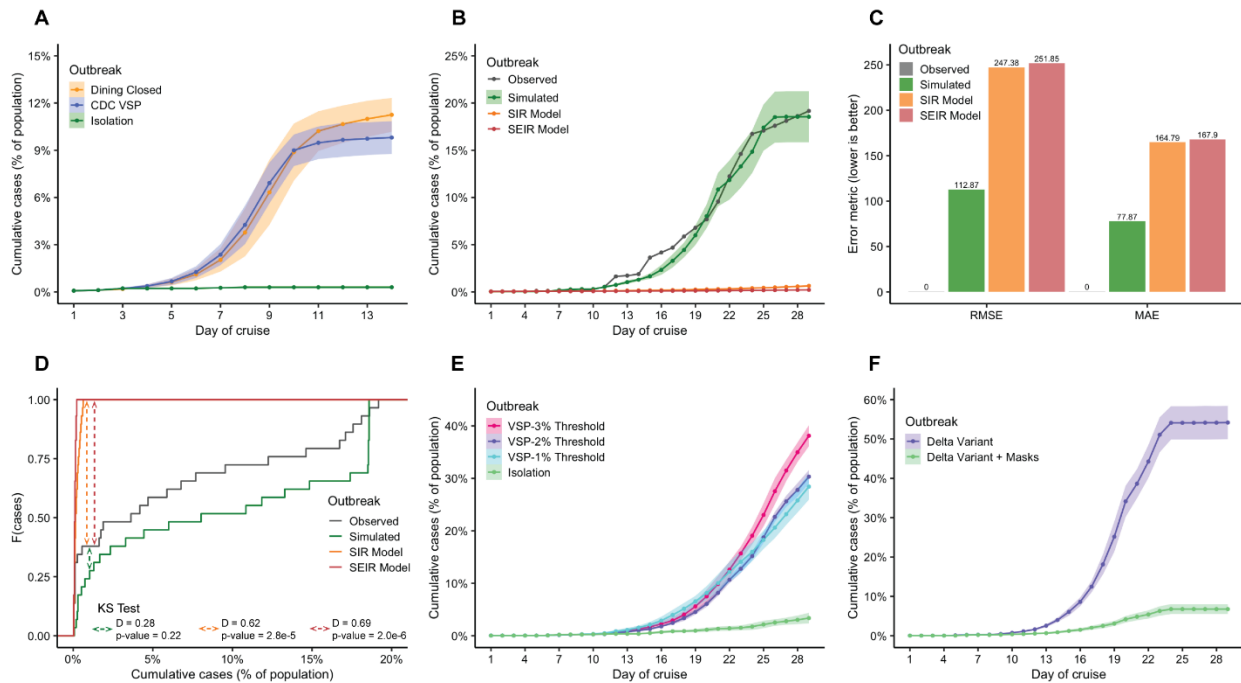 A
15%
12%
9%
6%
3%
0%
Cumulative cases (% of population)
Outbreak
Dining Closed
CDC VSP
Isolation
1 3 5 7 9 11 13
Day of cruise
B
25%
20%
15%
10%
5%
0%
Cumulative cases (% of population)
Outbreak
Observed
Simulated
SIR Model
SEIR Model
1 4 7 10 13 16 19 22 25 28
Day of cruise
C
250
200
150
100
50
0
Error metric (lower is better)
Outbreak
Observed
Simulated
SIR Model
SEIR Model
0 112.87 247.38 251.85
0 77.87 164.79 167.9
RMSE MAE
D
1.00
0.75
0.50
0.25
0.00
F(cases)
Outbreak
Observed
Simulated
SIR Model
SEIR Model
KS Test
D = 0.28
p-value = 0.22
D = 0.62
p-value = 2.8e-5
D = 0.69
p-value = 2.0e-6
0% 5% 10% 15% 20%
Cumulative cases (% of population)
E
40%
30%
20%
10%
0%
Cumulative cases (% of population)
Outbreak
VSP-3% Threshold
VSP-2% Threshold
VSP-1% Threshold
Isolation
1 4 7 10 13 16 19 22 25 28
Day of cruise
F
60%
50%
40%
30%
20%
10%
0%
Cumulative cases (% of population)
Outbreak
Delta Variant
Delta Variant + Masks
1 4 7 10 13 16 19 22 25 28
Day of cruise